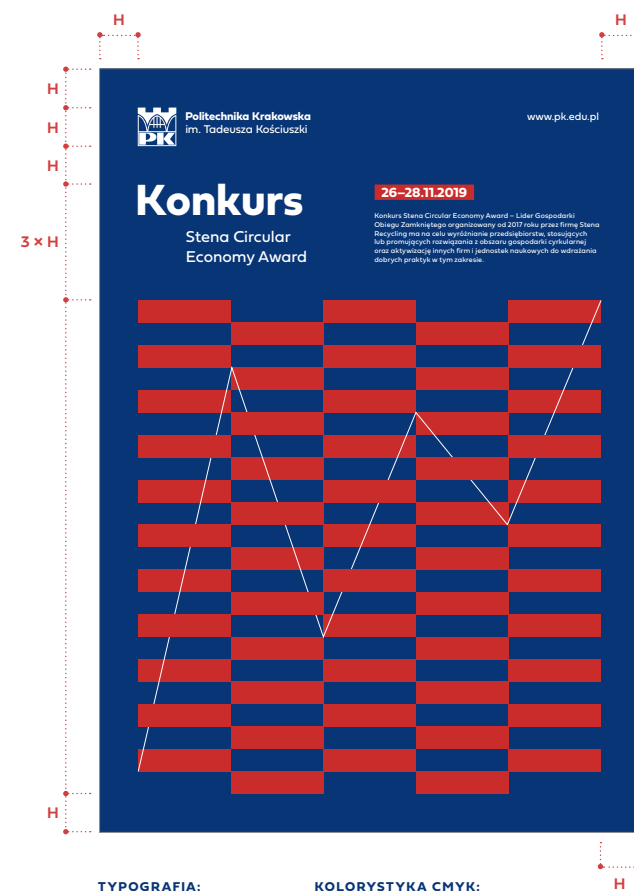 H
H
H
H
H
3 × H
PK
Politechnika Krakowska
im. Tadeusza Kościuszki
www.pk.edu.pl
Konkurs
Stena Circular
Economy Award
26–28.11.2019
Konkurs Stena Circular Economy Award – Lider Gospodarki
Obiegu Zamkniętego organizowany od 2017 roku przez firmę Stena
Recycling ma na celu wyróżnianie przedsiębiorstw, stosujących
lub promujących rozwiązania z obszaru gospodarki cyrkularnej
oraz aktywizację innych firm i jednostek naukowych do wdrażania
dobrych praktyk w tym zakresie.
H
H
TYPOGRAFIA:
KOLORYSTYKA CMYK: